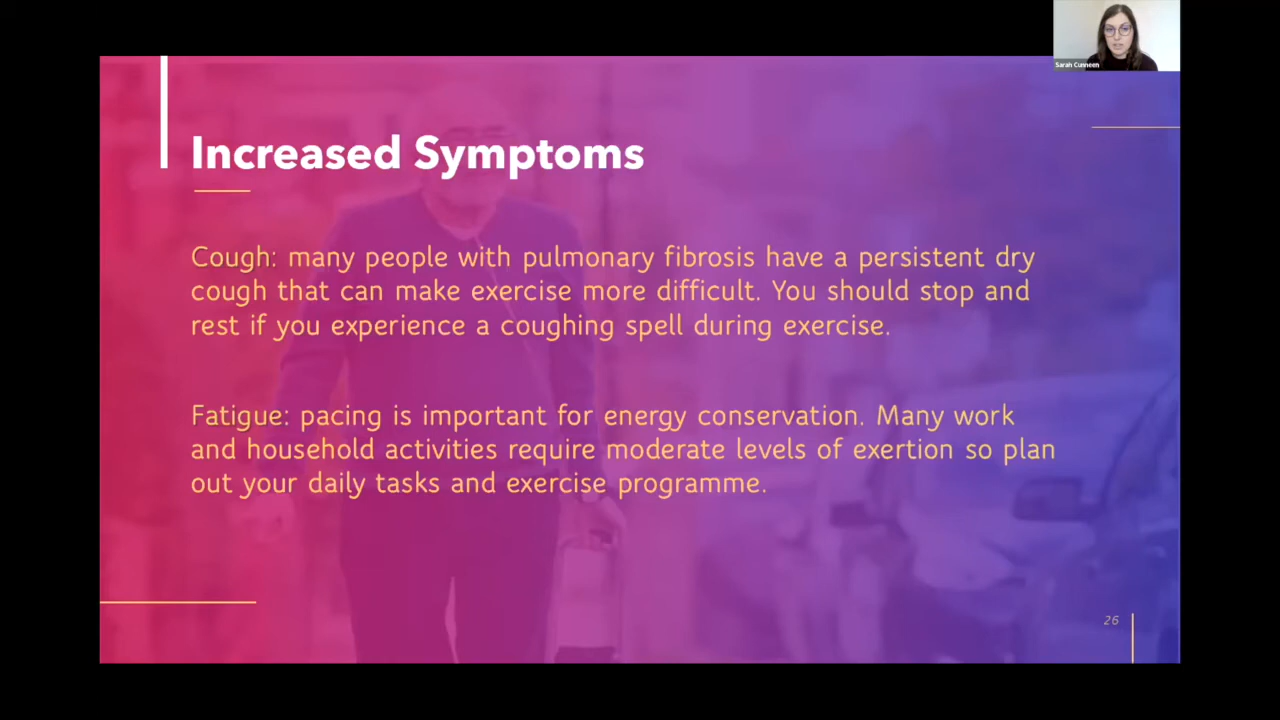 Sarah Cunneen
Increased Symptoms
Cough: many people with pulmonary fibrosis have a persistent dry
cough that can make exercise more difficult. You should stop and
rest if you experience a coughing spell during exercise.
Fatigue: pacing is important for energy conservation. Many work
and household activities require moderate levels of exertion so plan
out your daily tasks and exercise programme.
26